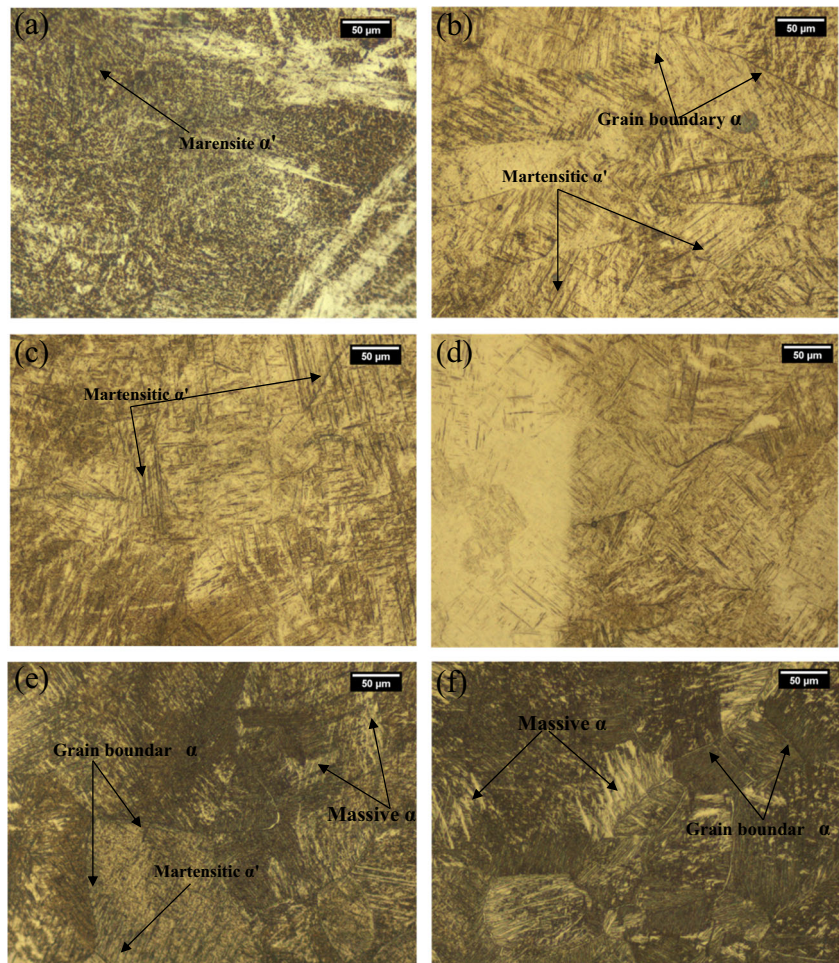 (a)
50 µm
Marensite α'
(b)
50 µm
Grain boundary α
Martensitic α'
(c)
50 µm
Martensitic α'
(d)
50 µm
(e)
50 µm
Grain boundar α
Massive α
Martensitic α'
(f)
50 µm
Massive α
Grain boundar α